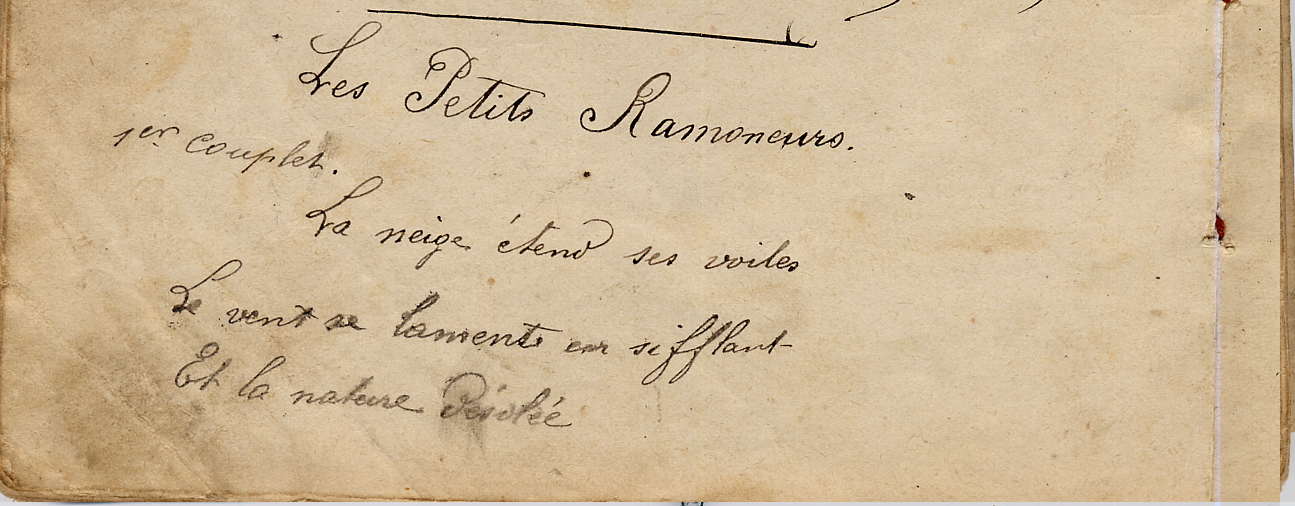 Les Petits Ramoneurs.
1er couplet.
La neige étend ses voiles
Le vent se lamente en sifflant
Et la nature désolée